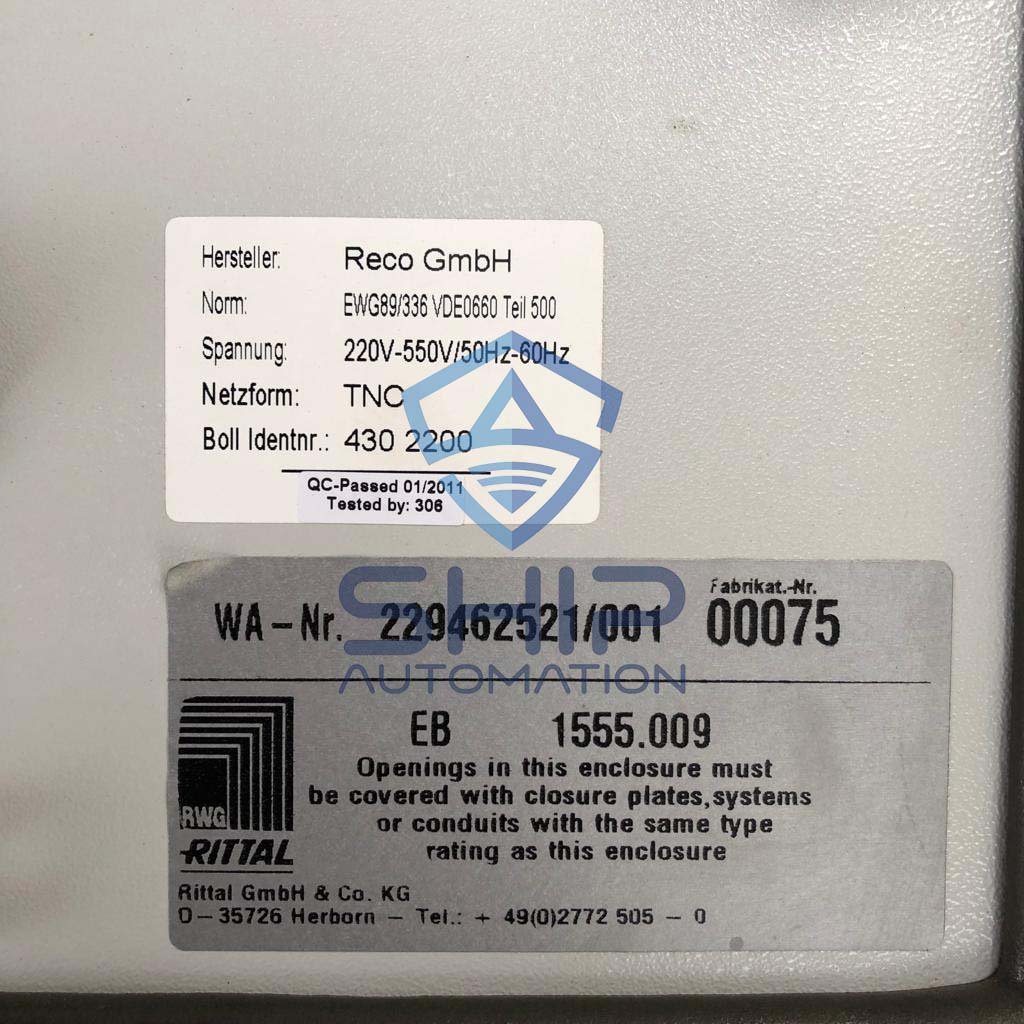 Hersteller: Reco GmbH
Norm: EWG89/336 VDE0660 Teil 500
Spannung: 220V-550V/50Hz-60Hz
Netzform: TNC
Boll Identnr.: 430 2200
QC-Passed 01/2011
Tested by: 306
SHIP
AUTOMATION
Fabrikat.-Nr.
WA-Nr. 229462521/001 00075
EB 1555.009
Openings in this enclosure must
be covered with closure plates,systems
or conduits with the same type
rating as this enclosure
RWG
RITTAL
Rittal GmbH & Co. KG
D-35726 Herborn - Tel.: + 49(0)2772 505 - 0